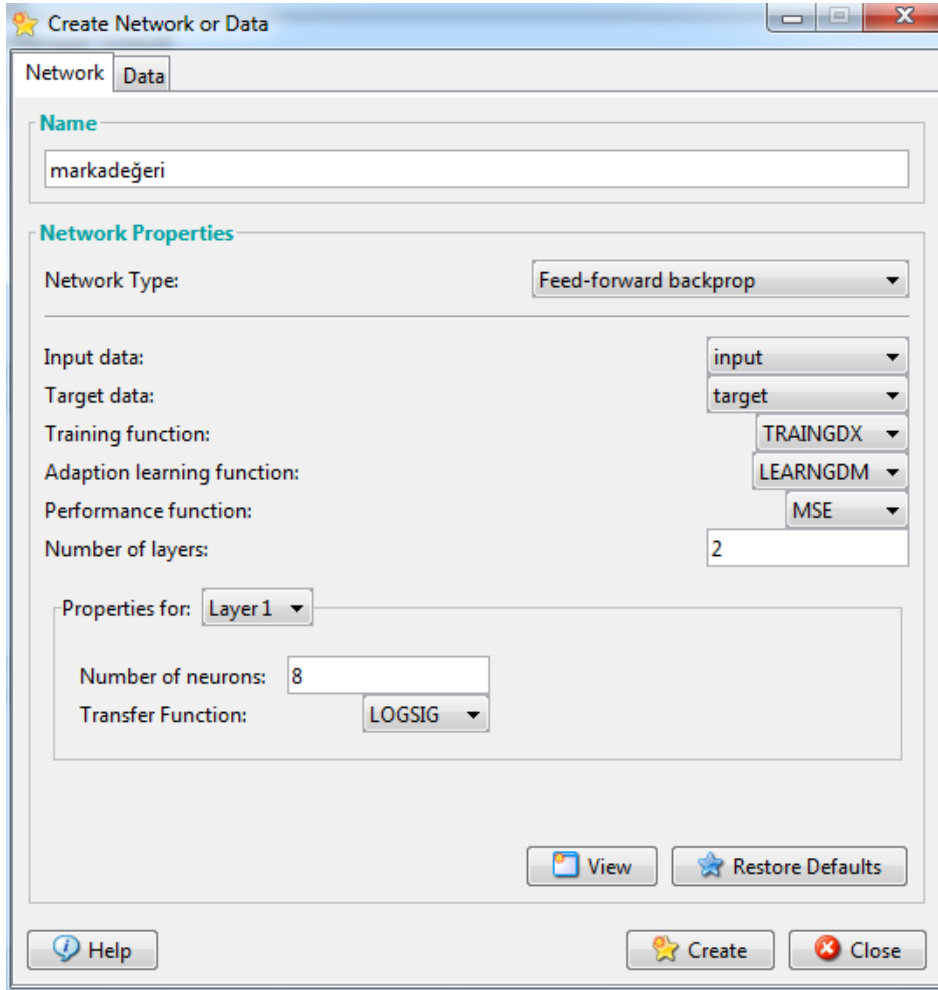 Create Network or Data
Network Data
Name
markadeğeri
Network Properties
Network Type: Feed-forward backprop
Input data: input
Target data: target
Training function: TRAINGDX
Adaption learning function: LEARNGDM
Performance function: MSE
Number of layers: 2
Properties for: Layer 1
Number of neurons: 8
Transfer Function: LOGSIG
View Restore Defaults
Help Create Close